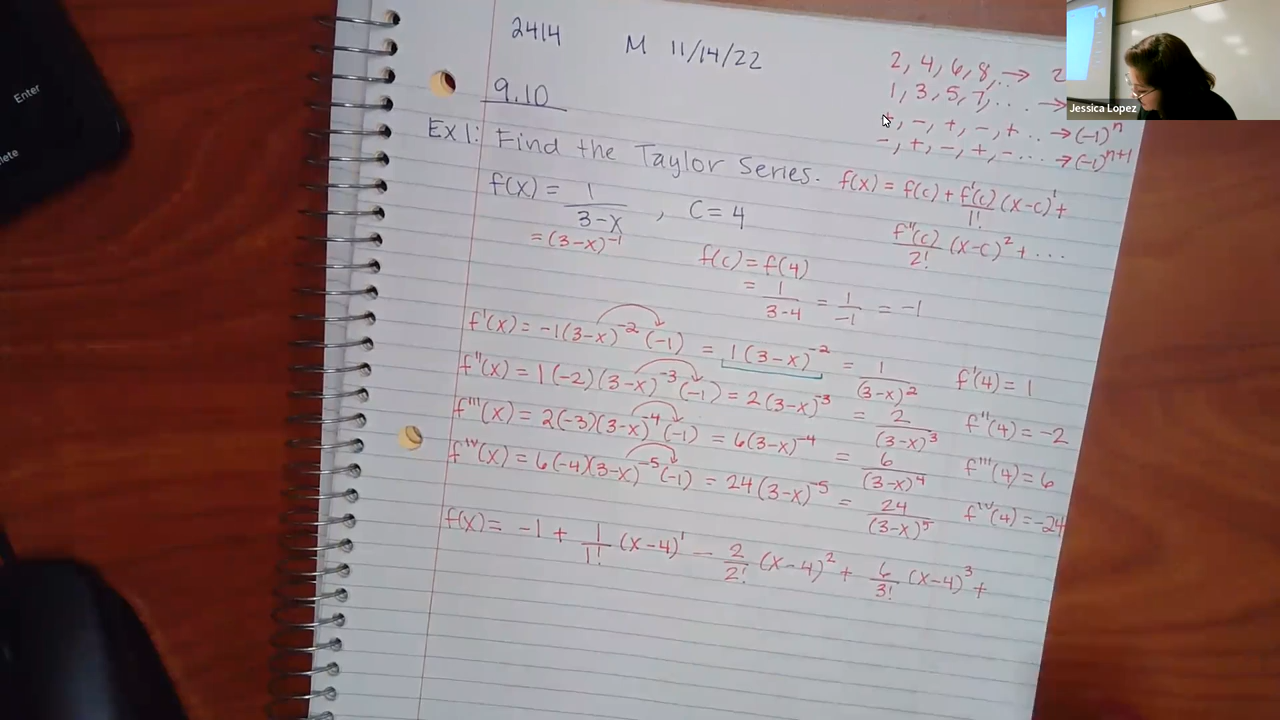 Enter
lete
Jessica Lopez
2414 M 11/14/22
2, 4, 6, 8, .. → 2
1, 3, 5, 7, . . . →
+, -, +, -, + . . → (-1)^n
-, +, -, +, - . . . . → (-1)^{n+1}
9.10
Ex 1: Find the Taylor Series.
f(x) = f(c) + f'(c)/1! (x-c)^1 +
f''(c)/2! (x-c)^2 + . . .
f(x) = 1/(3-x) , C = 4
= (3-x)^{-1}
f(c) = f(4)
= 1/(3-4) = 1/-1 = -1
f'(x) = -1(3-x)^{-2}(-1) = 1(3-x)^{-2} = 1/(3-x)^2 f'(4) = 1
f''(x) = 1(-2)(3-x)^{-3}(-1) = 2(3-x)^{-3} = 2/(3-x)^3 f''(4) = -2
f'''(x) = 2(-3)(3-x)^{-4}(-1) = 6(3-x)^{-4} = 6/(3-x)^4 f'''(4) = 6
f^{IV}(x) = 6(-4)(3-x)^{-5}(-1) = 24(3-x)^{-5} = 24/(3-x)^5 f^{IV}(4) = -24
f(x) = -1 + 1/1! (x-4)^1 - 2/2! (x-4)^2 + 6/3! (x-4)^3 +